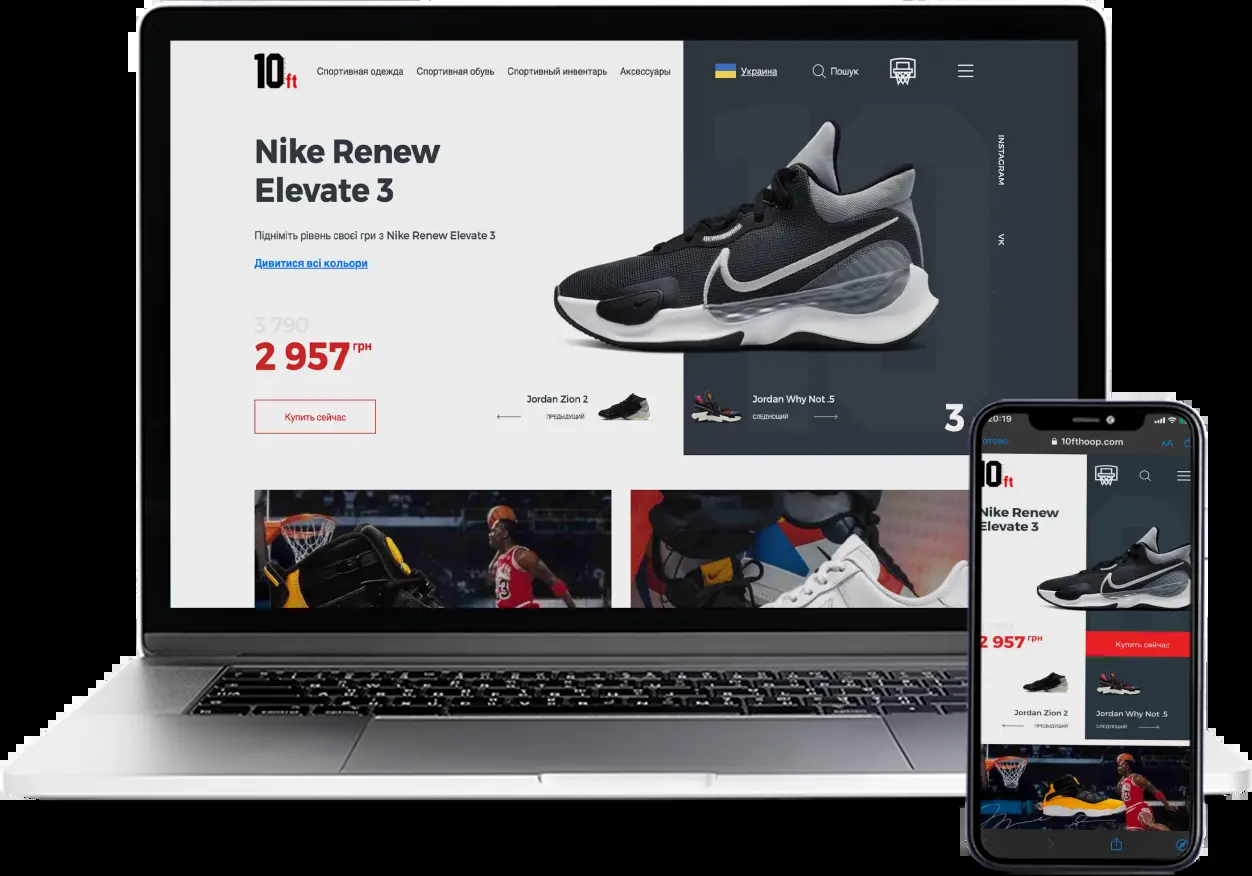 10ft
Спортивная одежда Спортивная обувь Спортивный инвентарь Аксессуары
Украина
Пошук
Nike Renew
Elevate 3
Підніміть рівень своєї гри з Nike Renew Elevate 3
Дивитися всі кольори
3 790
2 957 грн
Купить сейчас
Jordan Zion 2
ПРЕДЫДУЩИЙ
Jordan Why Not .5
СЛЕДУЮЩИЙ
3
INSTAGRAM
VK
20:19
10fthoop.com
AA
10ft
Nike Renew
Elevate 3
2 957 грн
Купить сейчас
Jordan Zion 2
ПРЕДЫДУЩИЙ
Jordan Why Not .5
СЛЕДУЮЩИЙ